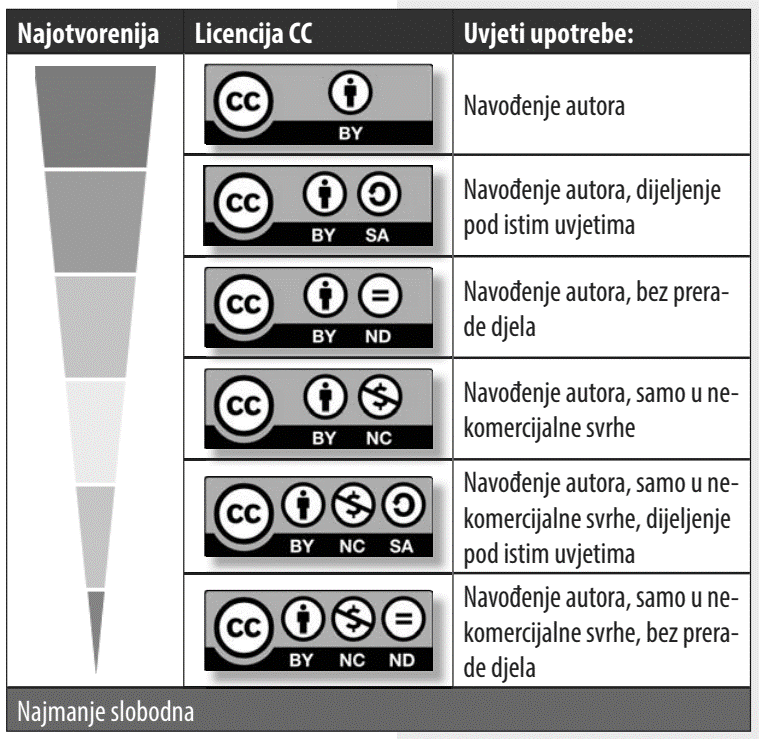 Najotvorenija Licencija CC Uvjeti upotrebe:
CC BY Navođenje autora
CC BY SA Navođenje autora, dijeljenje
pod istim uvjetima
CC BY ND Navođenje autora, bez prera-
de djela
CC BY NC Navođenje autora, samo u ne-
komercijalne svrhe
CC BY NC SA Navođenje autora, samo u ne-
komercijalne svrhe, dijeljenje
pod istim uvjetima
CC BY NC ND Navođenje autora, samo u ne-
komercijalne svrhe, bez prera-
de djela
Najmanje slobodna